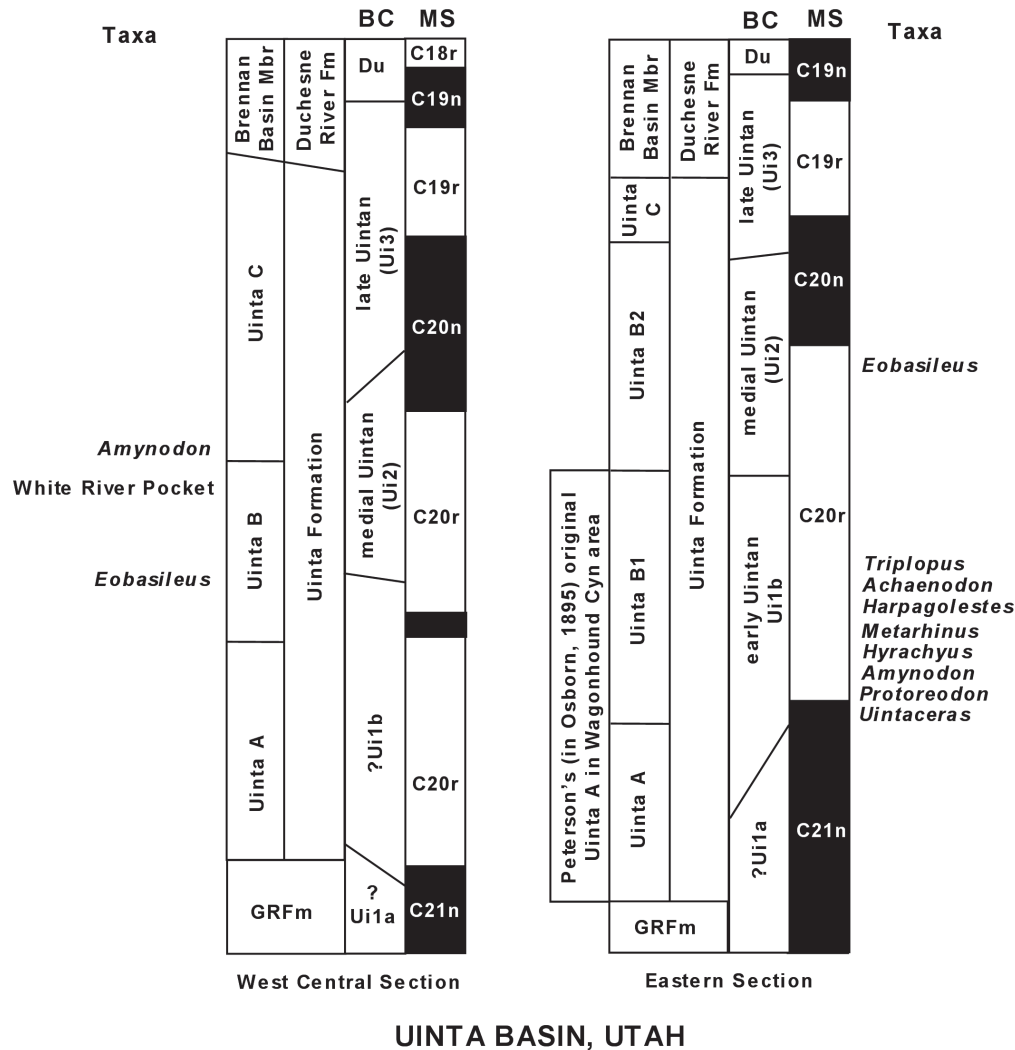 Taxa
BC
MS
Brennan
Basin Mbr
Duchesne
River Fm
Du
C18r
C19n
C19r
late Uintan
(Ui3)
Uinta C
C20n
Amynodon
White River Pocket
Eobasileus
Uinta B
Uinta Formation
medial Uintan
(Ui2)
C20r
Uinta A
?Ui1b
C20r
GRFm
?
Ui1a
C21n
West Central Section
BC
MS
Taxa
Brennan
Basin Mbr
Duchesne
River Fm
Du
C19n
late Uintan
(Ui3)
C19r
Uinta
C
C20n
Uinta B2
medial Uintan
(Ui2)
Eobasileus
Peterson's (in Osborn, 1895) original
Uinta A in Wagonhound Cyn area
Uinta B1
Uinta Formation
early Uintan
Ui1b
C20r
Triplopus
Achaenodon
Harpagolestes
Metarhinus
Hyrachyus
Amynodon
Protoreodon
Uintaceras
Uinta A
?Ui1a
C21n
GRFm
Eastern Section
UINTA BASIN, UTAH